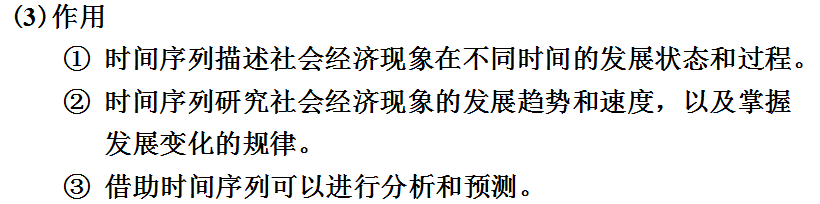 (3)作用
① 时间序列描述社会经济现象在不同时间的发展状态和过程。
② 时间序列研究社会经济现象的发展趋势和速度，以及掌握
发展变化的规律。
③ 借助时间序列可以进行分析和预测。